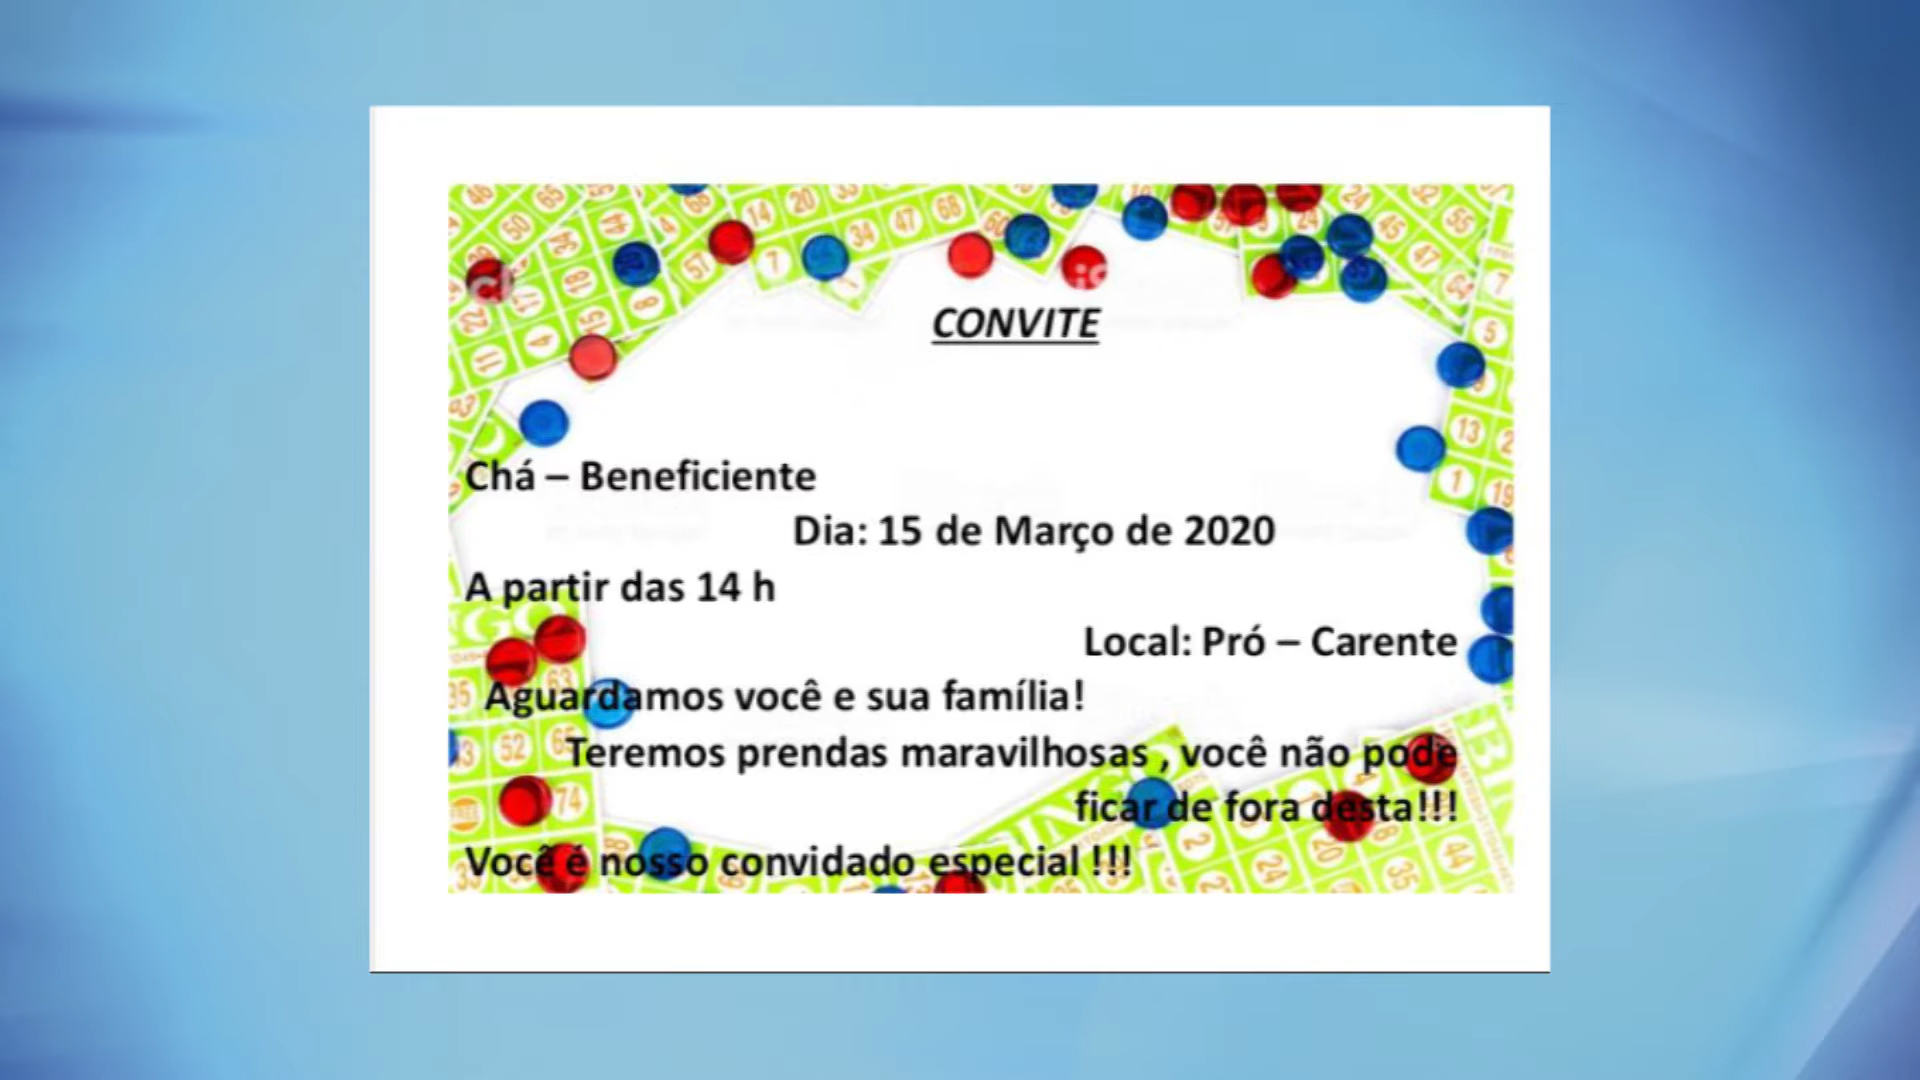 CONVITE
Chá – Beneficiente
Dia: 15 de Março de 2020
A partir das 14 h
Local: Pró – Carente
Aguardamos você e sua família!
Teremos prendas maravilhosas , você não pode
ficar de fora desta!!!
Você é nosso convidado especial !!!